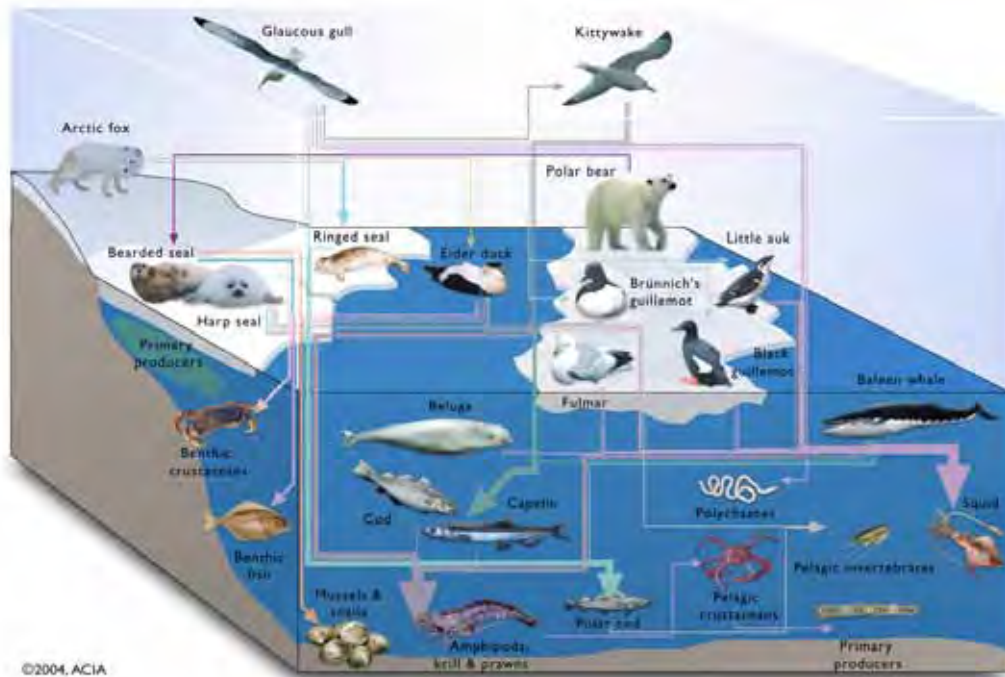 Glaucous gull
Kittywake
Arctic fox
Polar bear
Little auk
Bearded seal
Ringed seal
Eider duck
Brünnich's
guillemot
Harp seal
Primary
producers
Black
guillemot
Baleen whale
Fulmar
Beluga
Benthic
crustaceans
Cod
Capelin
Polychaetes
Squid
Benthic
fish
Pelagic invertebrates
Mussels &
snails
Pelagic
crustaceans
Polar cod
Amphipods,
krill & prawns
Primary
producers
©2004, ACIA